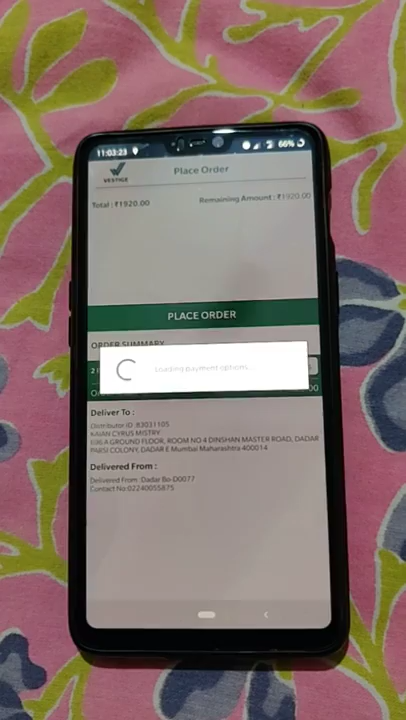 11:03:23
66%
VESTIGE
Place Order
Total : ₹1920.00
Remaining Amount : ₹1920.00
PLACE ORDER
ORDER SUMMARY
Loading payment options...
Deliver To :
Distributor ID :83031105
KAIAN CYRUS MISTRY
GROUND FLOOR, ROOM NO.4 DINSHAN MASTER ROAD, DADAR
PARSI COLONY, DADAR E Mumbai Maharashtra 400014
Delivered From :
Delivered From :Dadar Bo-D0077
Contact No:02240055875